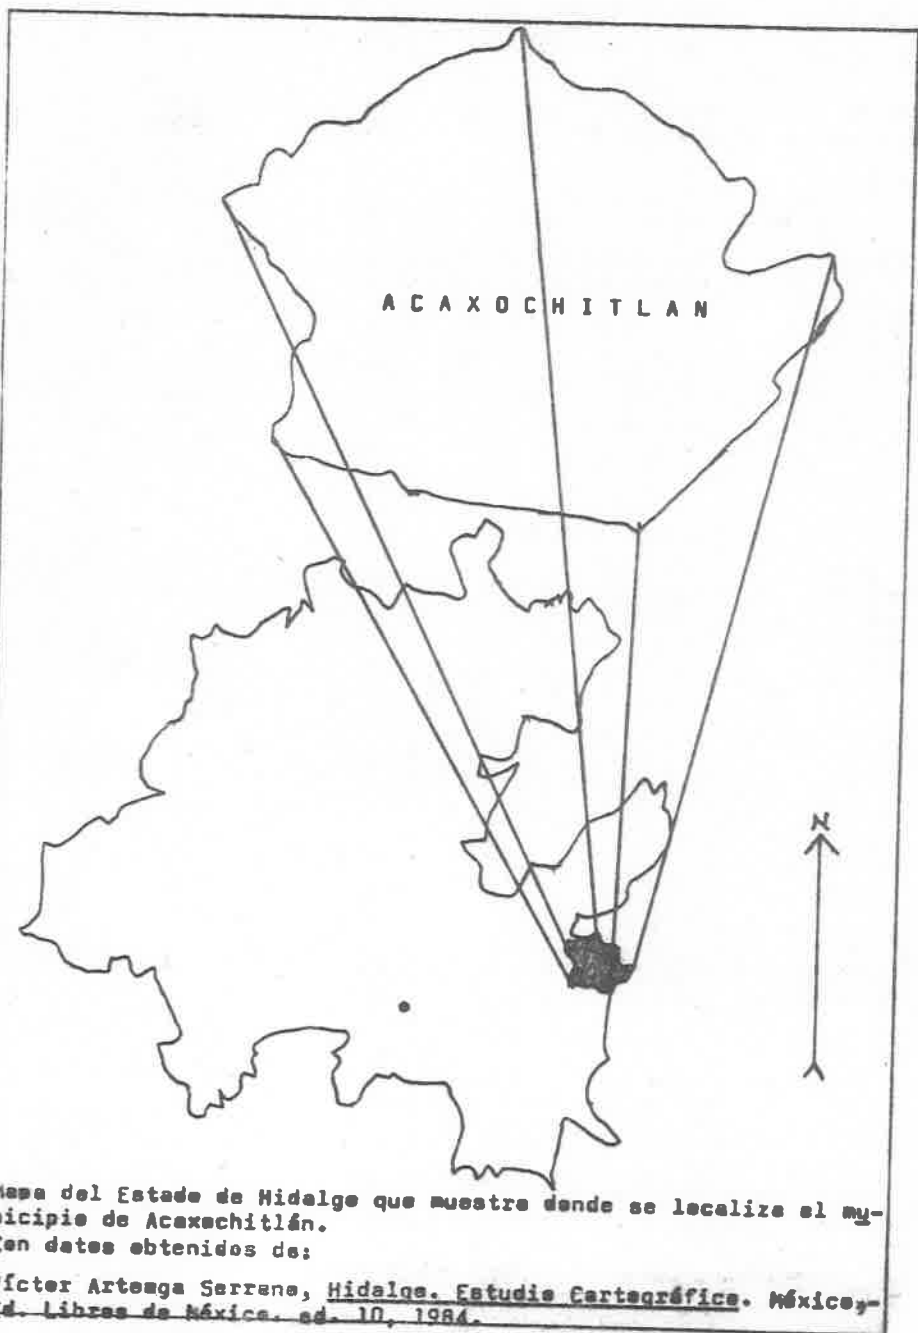 ACAXOCHITLAN
N
Mapa del Estado de Hidalgo que muestra donde se localiza el mu-
nicipio de Acaxochitlán.
Con datos obtenidos de:
Víctor Arteaga Serrano, Hidalgo. Estudio Cartográfico. México,-
Ed. Libros de México. ed. 10, 1984.